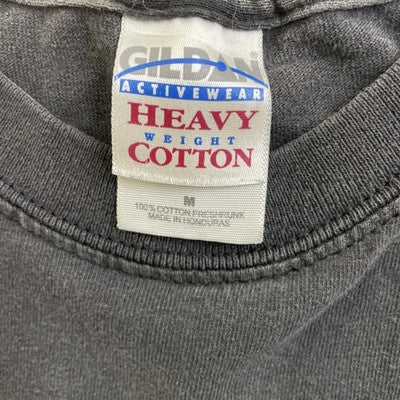 GILDAN
ACTIVEWEAR
HEAVY
WEIGHT
COTTON
M
100% COTTON PRESHRUNK
MADE IN HONDURAS